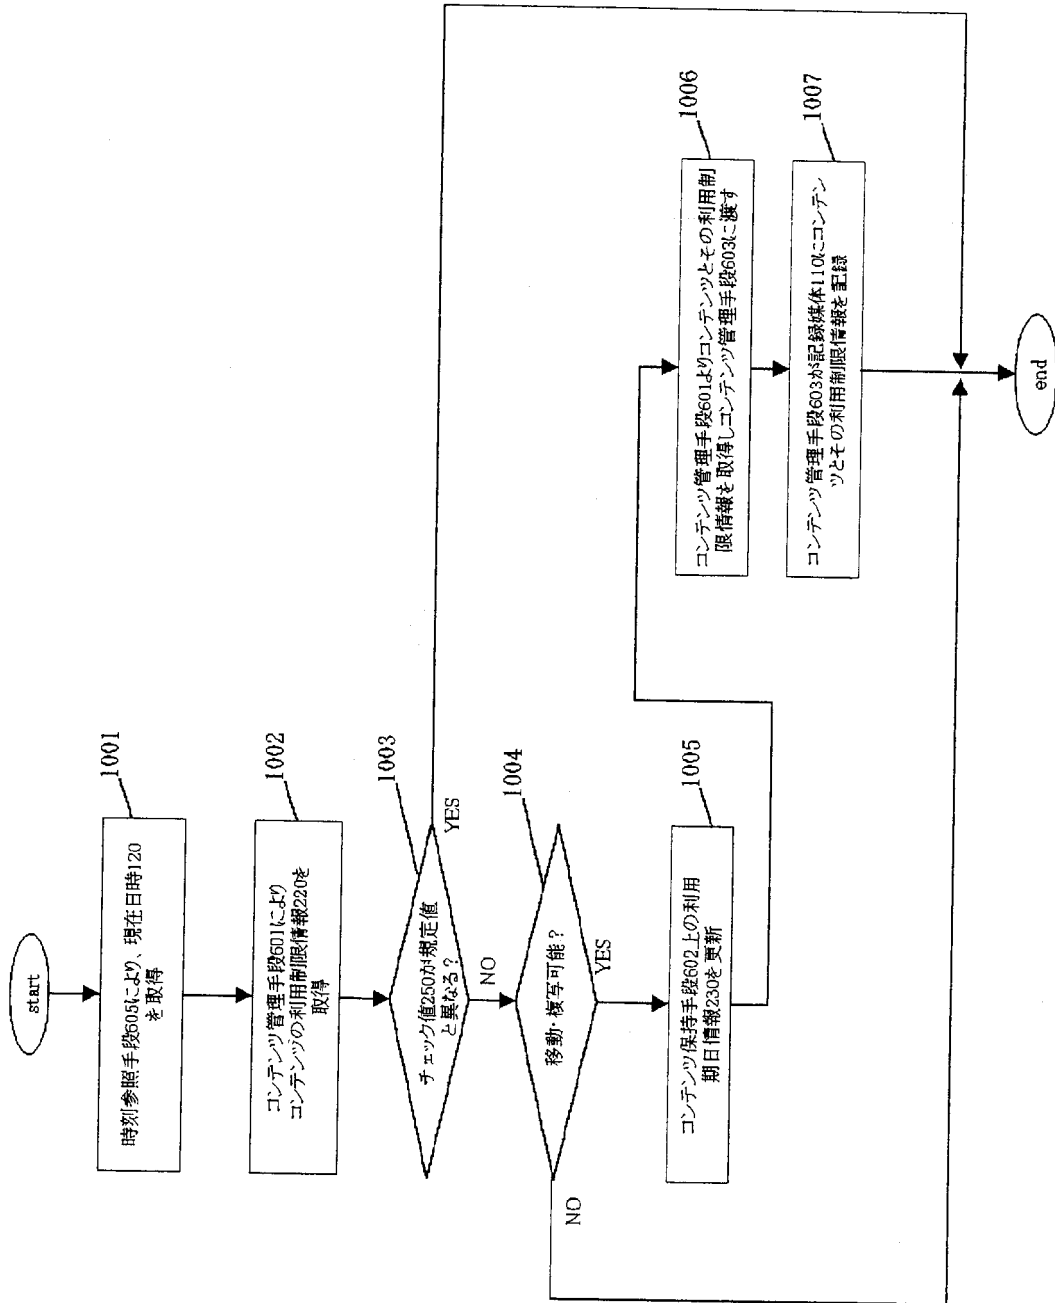 start
1001
時刻参照手段605により、現在日時120
を取得
1002
コンテンツ管理手段601により
コンテンツの利用制限情報220を
取得
1003
チェック値250が規定値
と異なる?
YES
NO
1004
移動・複写可能?
NO
YES
1005
コンテンツ保持手段602上の利用
期日情報230を更新
1006
コンテンツ管理手段601よりコンテンツとその利用制
限情報を取得しコンテンツ管理手段603に渡す
1007
コンテンツ管理手段603が記録媒体110にコンテン
ツとその利用制限情報を記録
end